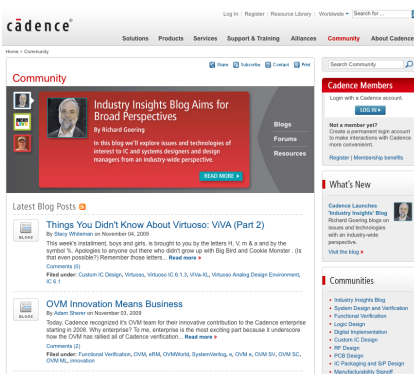 Log In | Register | Resource Library | Worldwide
Search for ...
cādence®
Solutions Products Services Support & Training Alliances Community About Cadence
Home > Community
Share Subscribe Contact Print
Community
Industry Insights Blog Aims for
Broad Perspectives
By Richard Goering
In this blog we'll explore issues and technologies of
interest to IC and systems designers and design
managers from an industry-wide perspective.
READ MORE
Blogs
Forums
Resources
Latest Blog Posts
BLOGS
Things You Didn't Know About Virtuoso: ViVA (Part 2)
By Stacy Whiteman on November 04, 2009
This week's installment, boys and girls, is brought to you by the letters H, V, m & a and by the
symbol %. Apologies to anyone out there who didn't grow up with Big Bird and Cookie Monster . (Is
that even possible?) Remember those letters... Read more »
Comments (0)
Filed under: Custom IC Design, Virtuoso, Virtuoso IC 6.1.3, ViVa-XL, Virtuoso Analog Design Environment,
IC 6.1
BLOGS
OVM Innovation Means Business
By Adam Sherer on November 03, 2009
Today, Cadence recognized it's OVM team for their innovative contribution to the Cadence enterprise
starting in 2008. Why enterprise? To me, enterprise is the most exciting part because it underscores
how the OVM has rallied all of Cadence verification... Read more »
Comments (2)
Filed under: Functional Verification, OVM, eRM, OVMWorld, SystemVerilog, e, OVM e, OVM SV, OVM SC,
OVM ML, innovation
Search Community
Cadence Members
Login with a Cadence account.
LOG IN
Not a member yet?
Create a permanent login account
to make interactions with Cadence
more convenient.
Register | Membership benefits
What's New
Cadence Launches
'Industry Insights' Blog
Richard Goering blogs on
issues and technologies
with an industry-wide
perspective.
Visit the blog »
Communities
Industry Insights Blog
System Design and Verification
Functional Verification
Logic Design
Digital Implementation
Custom IC Design
RF Design
PCB Design
IC Packaging and SiP Design
Manufacturability Signoff